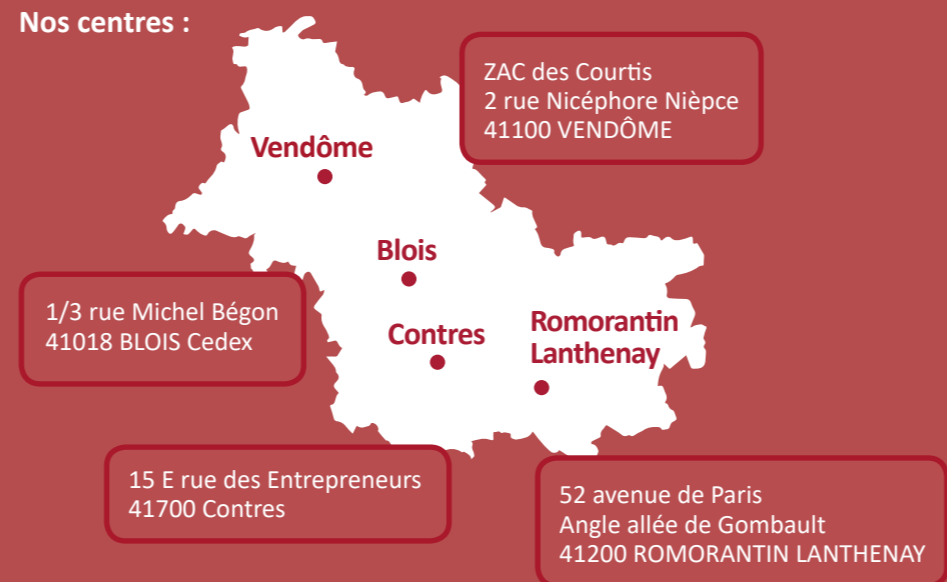 Nos centres :
ZAC des Courtis
2 rue Nicéphore Nièpce
41100 VENDÔME
Vendôme
Blois
1/3 rue Michel Bégon
41018 BLOIS Cedex
Contres
Romorantin
Lanthenay
15 E rue des Entrepreneurs
41700 Contres
52 avenue de Paris
Angle allée de Gombault
41200 ROMORANTIN LANTHENAY